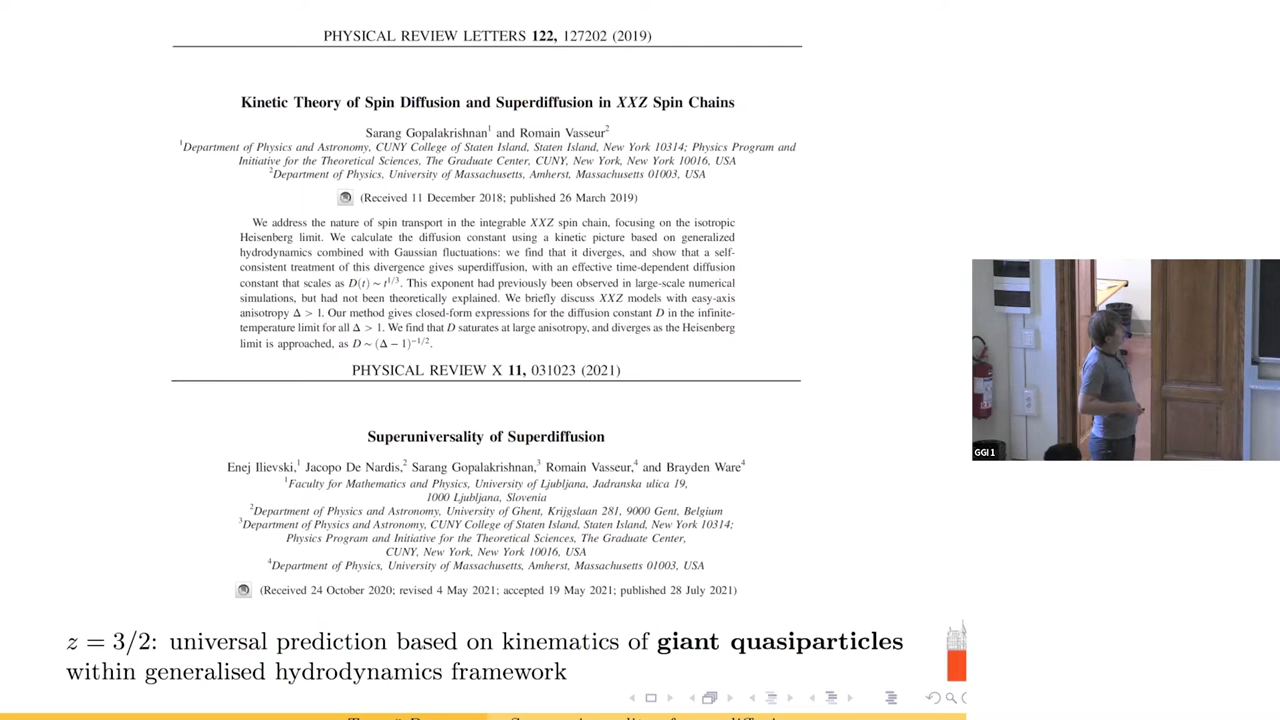 PHYSICAL REVIEW LETTERS 122, 127202 (2019)
Kinetic Theory of Spin Diffusion and Superdiffusion in XXZ Spin Chains
Sarang Gopalakrishnan1 and Romain Vasseur2
1Department of Physics and Astronomy, CUNY College of Staten Island, Staten Island, New York 10314; Physics Program and
Initiative for the Theoretical Sciences, The Graduate Center, CUNY, New York, New York 10016, USA
2Department of Physics, University of Massachusetts, Amherst, Massachusetts 01003, USA
(Received 11 December 2018; published 26 March 2019)
We address the nature of spin transport in the integrable XXZ spin chain, focusing on the isotropic
Heisenberg limit. We calculate the diffusion constant using a kinetic picture based on generalized
hydrodynamics combined with Gaussian fluctuations: we find that it diverges, and show that a self-
consistent treatment of this divergence gives superdiffusion, with an effective time-dependent diffusion
constant that scales as D(t) ~ t^1/3. This exponent had previously been observed in large-scale numerical
simulations, but had not been theoretically explained. We briefly discuss XXZ models with easy-axis
anisotropy Δ > 1. Our method gives closed-form expressions for the diffusion constant D in the infinite-
temperature limit for all Δ > 1. We find that D saturates at large anisotropy, and diverges as the Heisenberg
limit is approached, as D ~ (Δ − 1)^−1/2.
PHYSICAL REVIEW X 11, 031023 (2021)
Superuniversality of Superdiffusion
Enej Ilievski,1 Jacopo De Nardis,2 Sarang Gopalakrishnan,3 Romain Vasseur,4 and Brayden Ware4
1Faculty for Mathematics and Physics, University of Ljubljana, Jadranska ulica 19,
1000 Ljubljana, Slovenia
2Department of Physics and Astronomy, University of Ghent, Krijgslaan 281, 9000 Gent, Belgium
3Department of Physics and Astronomy, CUNY College of Staten Island, Staten Island, New York 10314;
Physics Program and Initiative for the Theoretical Sciences, The Graduate Center,
CUNY, New York, New York 10016, USA
4Department of Physics, University of Massachusetts, Amherst, Massachusetts 01003, USA
(Received 24 October 2020; revised 4 May 2021; accepted 19 May 2021; published 28 July 2021)
z = 3/2: universal prediction based on kinematics of giant quasiparticles
within generalised hydrodynamics framework
GGI 1